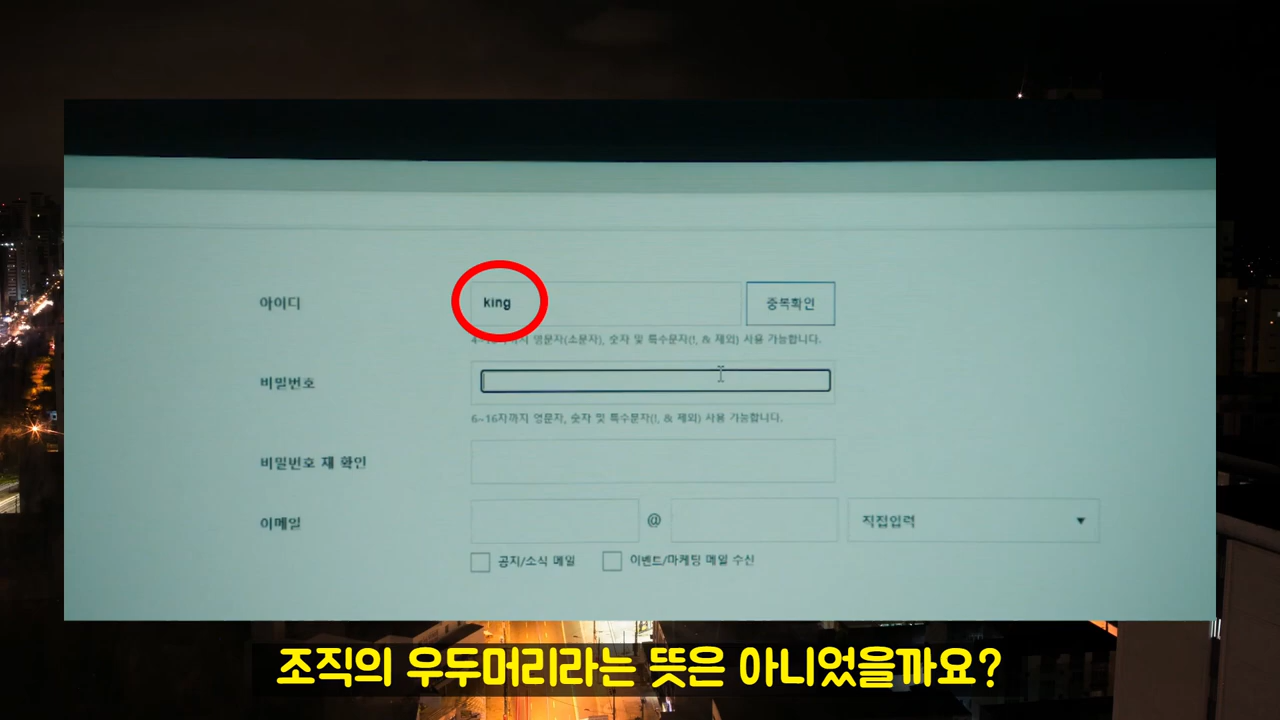 아이디
king
중복확인
영문자(소문자), 숫자 및 특수문자(!, & 제외) 사용 가능합니다.
비밀번호
6~16자까지 영문자, 숫자 및 특수문자(!, & 제외) 사용 가능합니다.
비밀번호 재 확인
이메일
@
직접입력
공지/소식 메일
이벤트/마케팅 메일 수신
조직의 우두머리라는 뜻은 아니었을까요?